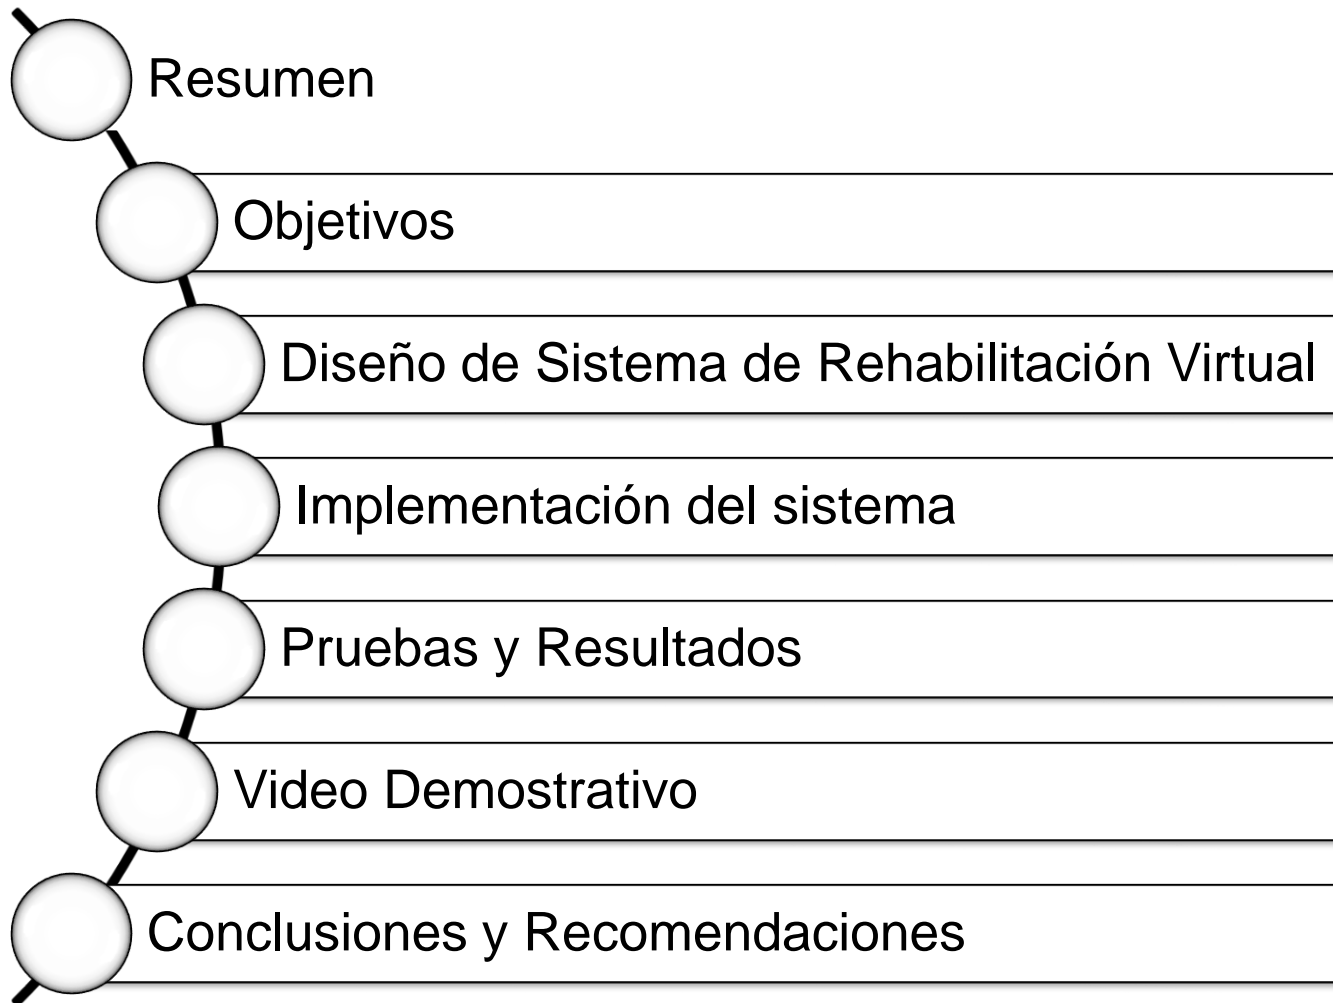 Resumen
Objetivos
Diseño de Sistema de Rehabilitación Virtual
Implementación del sistema
Pruebas y Resultados
Video Demostrativo
Conclusiones y Recomendaciones